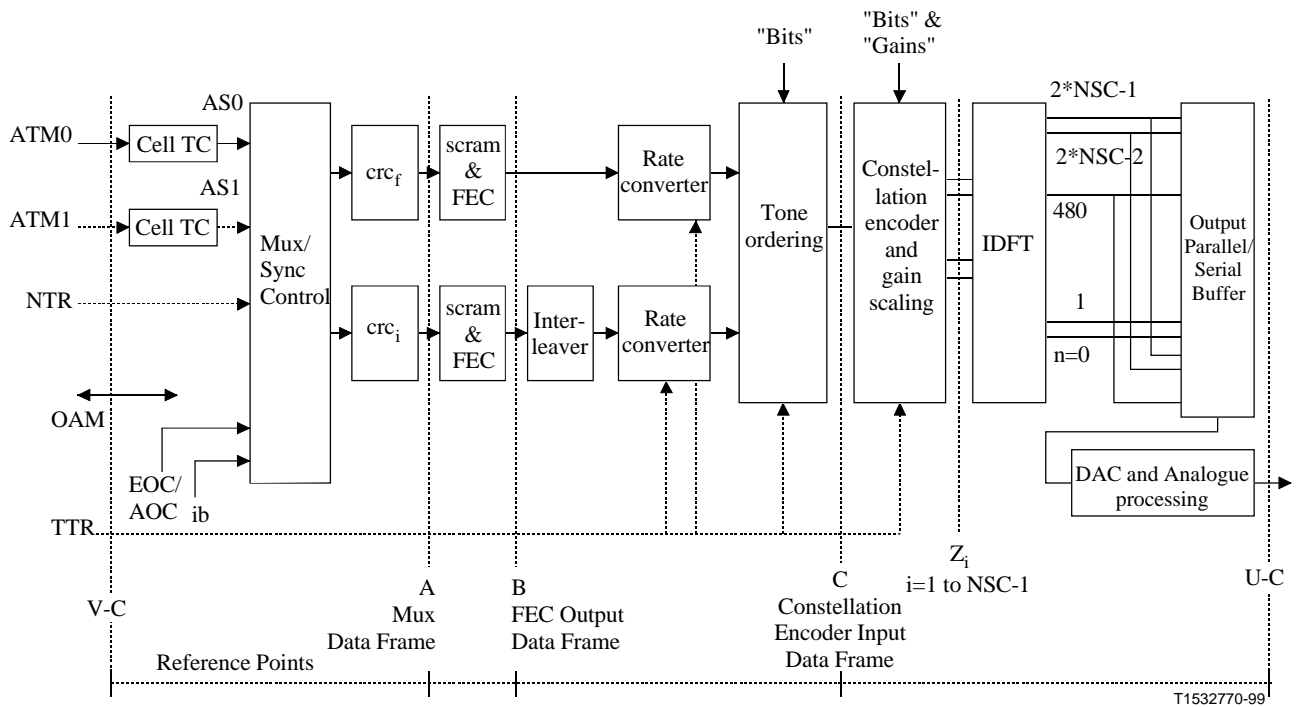 "Bits"
"Bits" &
"Gains"
AS0
2*NSC-1
ATM0
Cell TC
crcf
scram
&
FEC
Rate
converter
2*NSC-2
AS1
Constel-
lation
encoder
and
gain
scaling
ATM1
Cell TC
Mux/
Sync
Control
Tone
ordering
IDFT
480
Output
Parallel/
Serial
Buffer
NTR
crci
scram
&
FEC
Inter-
leaver
Rate
converter
1
n=0
OAM
EOC/
AOC
ib
DAC and Analogue
processing
TTR
Zi
i=1 to NSC-1
V-C
A
Mux
Data Frame
B
FEC Output
Data Frame
C
Constellation
Encoder Input
Data Frame
U-C
Reference Points
T1532770-99